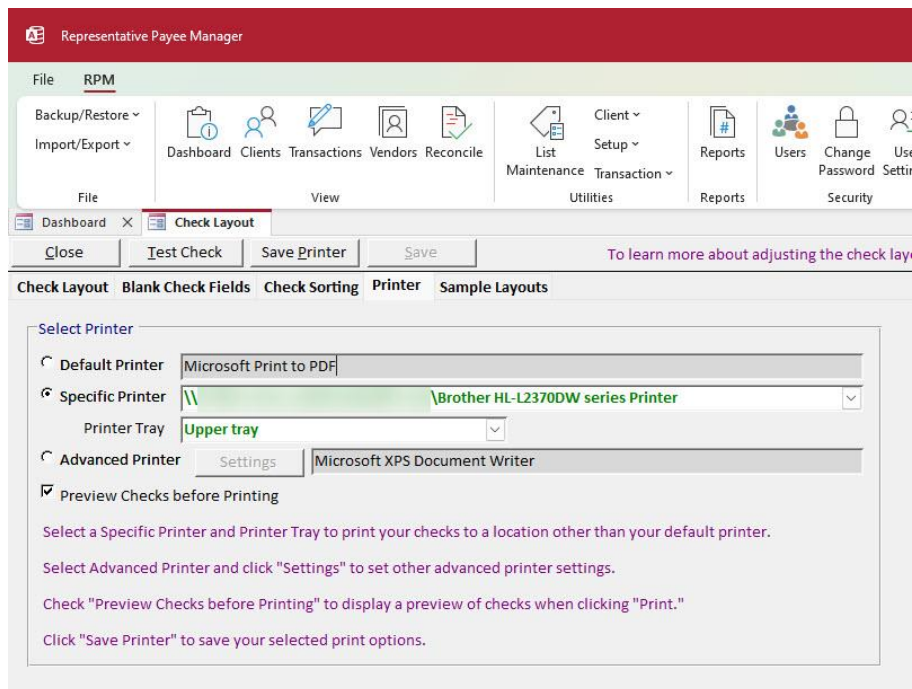 Representative Payee Manager
File RPM
Backup/Restore
Import/Export
Dashboard Clients Transactions Vendors Reconcile
List Maintenance
Client
Setup
Transaction
Reports
Users
Change Password
File View Utilities Reports Security
Dashboard Check Layout
Close Test Check Save Printer Save To learn more about adjusting the check
Check Layout Blank Check Fields Check Sorting Printer Sample Layouts
Select Printer
Default Printer Microsoft Print to PDF
Specific Printer \\ \Brother HL-L2370DW series Printer
Printer Tray Upper tray
Advanced Printer Settings Microsoft XPS Document Writer
Preview Checks before Printing
Select a Specific Printer and Printer Tray to print your checks to a location other than your default printer.
Select Advanced Printer and click "Settings" to set other advanced printer settings.
Check "Preview Checks before Printing" to display a preview of checks when clicking "Print."
Click "Save Printer" to save your selected print options.